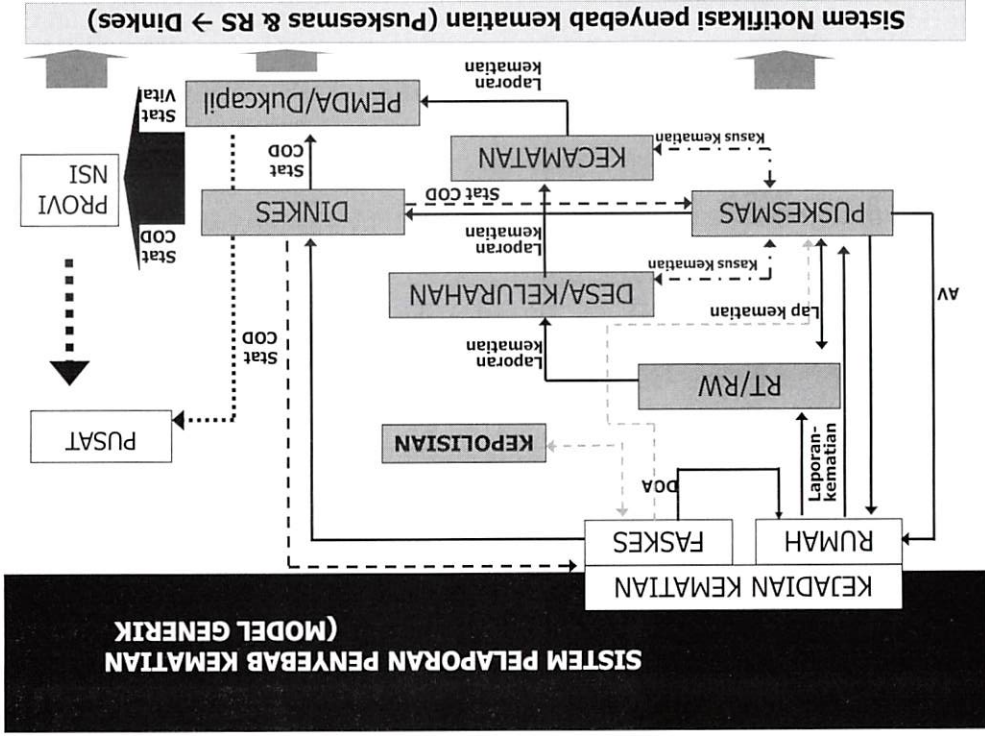 SISTEM PELAPORAN PENYEBAB KEMATIAN
(MODEL GENERIK
KEJADIAN KEMATIAN
RUMAH
FASKES
DOA
Laporan-
kematian
AV
KEPOLISIAN
RT/RW
Lap kematian
Laporan
kematian
DESA/KELURAHAN
Kasus Kematian
PUSKESMAS
Laporan
kematian
Stat COD
DINKES
Kasus Kematian
KECAMATAN
Laporan
kematian
Stat
COD
PEMDA/Dukcapil
PUSAT
Stat
COD
Stat
COD
PROVI
NSI
Stat
Vital
Sistem Notifikasi penyebab kematian (Puskesmas & RS → Dinkes)